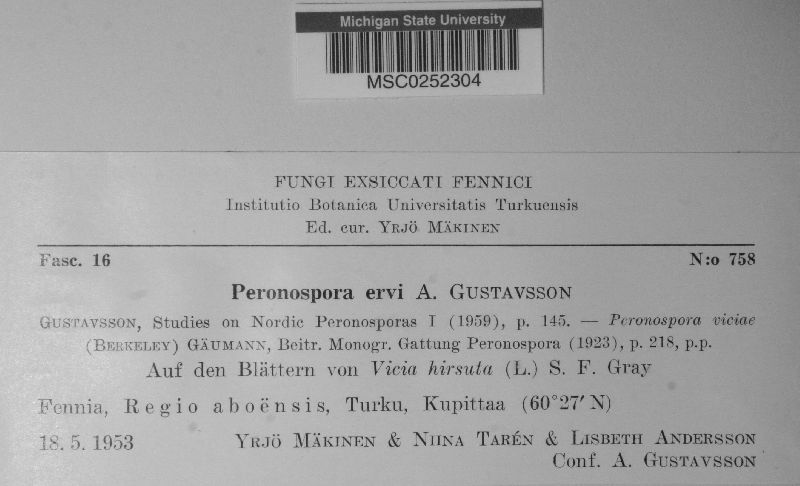 Michigan State University
MSC0252304
FUNGI EXSICCATI FENNICI
Institutio Botanica Universitatis Turkuensis
Ed. cur. YRJÖ MÄKINEN
Fasc. 16 N:o 758
Peronospora ervi A. GUSTAVSSON
GUSTAVSSON, Studies on Nordic Peronosporas I (1959), p. 145. — Peronospora viciae
(BERKELEY) GÄUMANN, Beitr. Monogr. Gattung Peronospora (1923), p. 218, p.p.
Auf den Blättern von Vicia hirsuta (L.) S. F. Gray
Fennia, Regio aboënsis, Turku, Kupittaa (60°27′ N)
18. 5. 1953 YRJÖ MÄKINEN & NIINA TARÉN & LISBETH ANDERSSON
Conf. A. GUSTAVSSON